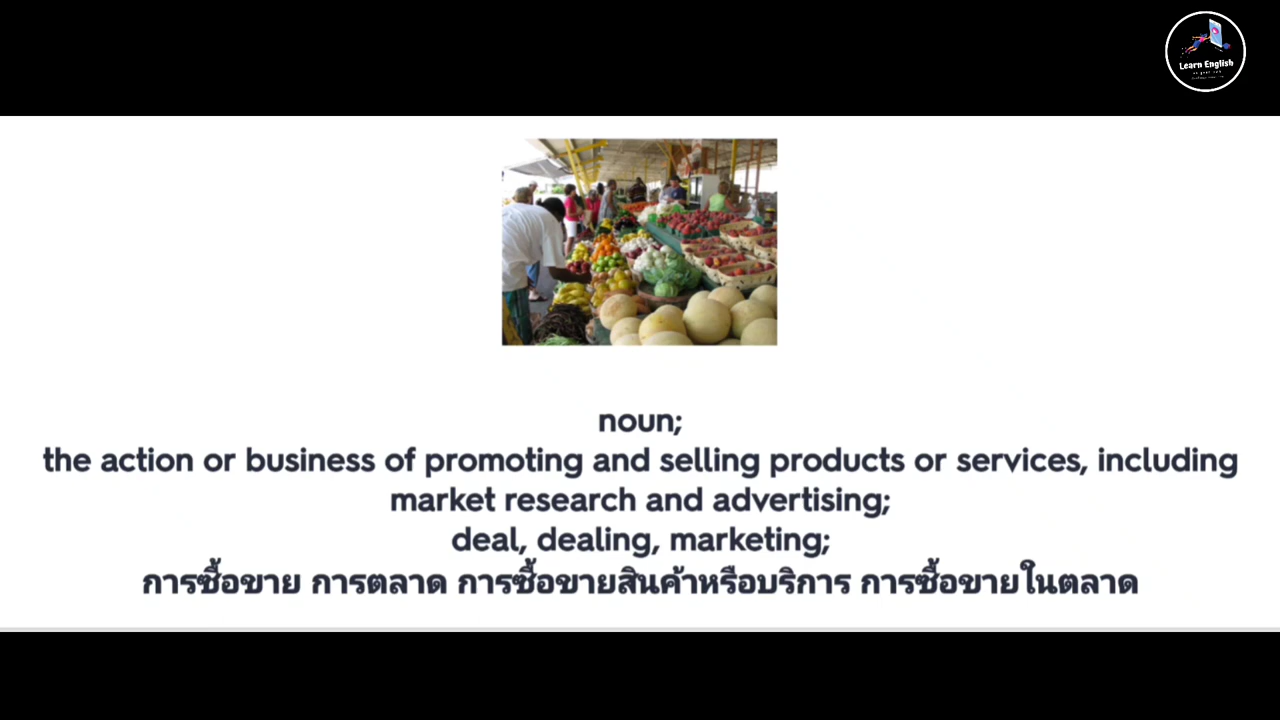 Learn English
noun;
the action or business of promoting and selling products or services, including
market research and advertising;
deal, dealing, marketing;
การซื้อขาย การตลาด การซื้อขายสินค้าหรือบริการ การซื้อขายในตลาด